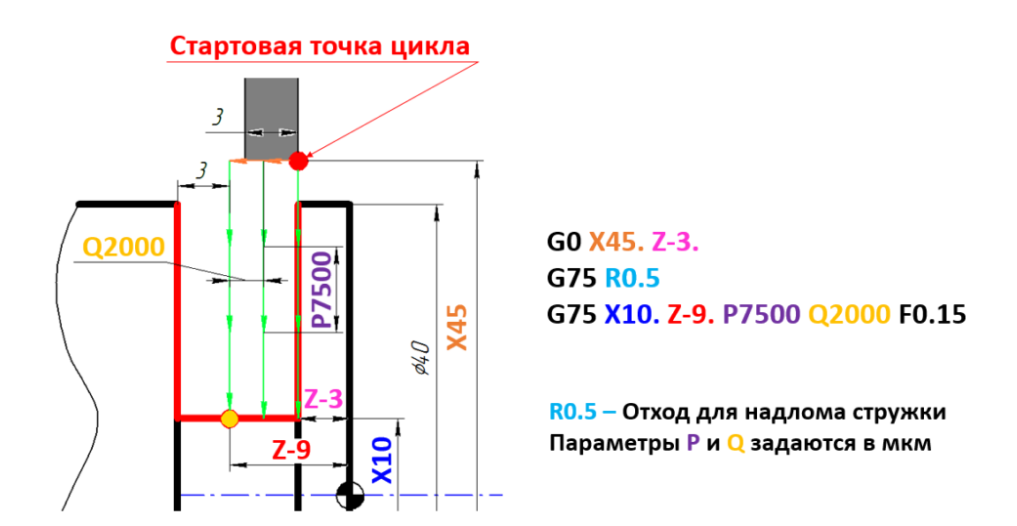 Стартовая точка цикла
3
3
Q2000
P7500
X45
⌀40
Z-3
Z-9
X10
G0 X45. Z-3.
G75 R0.5
G75 X10. Z-9. P7500 Q2000 F0.15
R0.5 – Отход для надлома стружки
Параметры P и Q задаются в мкм